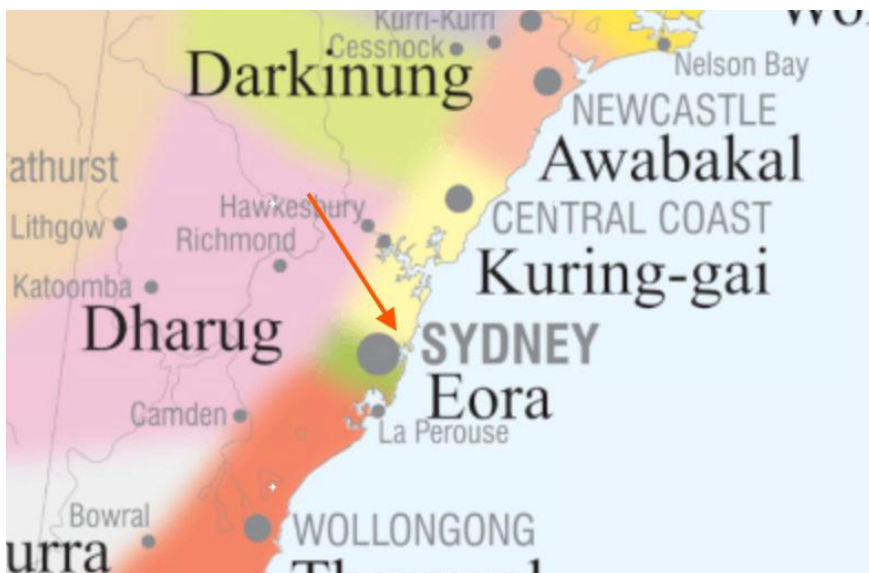 Kurri-Kurri
Cessnock
Nelson Bay
Darkinung
NEWCASTLE
Awabakal
athurst
Hawkesbury
CENTRAL COAST
Lithgow
Richmond
Kuring-gai
Katoomba
Dharug
SYDNEY
Eora
Camden
La Perouse
Bowral
WOLLONGONG
urra